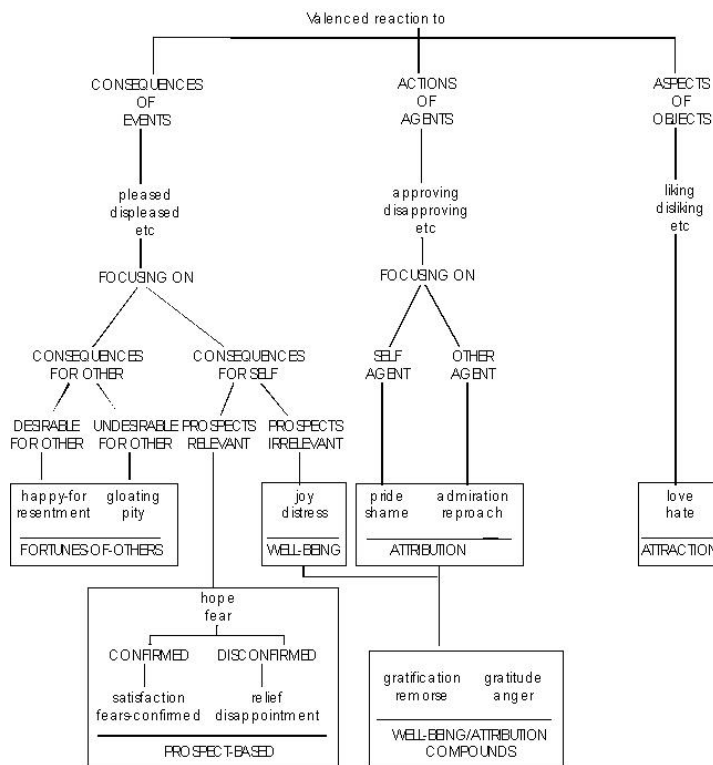 Valenced reaction to
CONSEQUENCES
OF
EVENTS
ACTIONS
OF
AGENTS
ASPECTS
OF
OBJECTS
pleased
displeased
etc
approving
disapproving
etc
liking
disliking
etc
FOCUSING ON
FOCUSING ON
CONSEQUENCES
FOR OTHER
CONSEQUENCES
FOR SELF
SELF
AGENT
OTHER
AGENT
DESIRABLE
FOR OTHER
UNDESIRABLE
FOR OTHER
PROSPECTS
RELEVANT
PROSPECTS
IRRELEVANT
happy-for
resentment
gloating
pity
FORTUNES-OF-OTHERS
joy
distress
WELL-BEING
pride
shame
admiration
reproach
ATTRIBUTION
love
hate
ATTRACTION
hope
fear
CONFIRMED
DISCONFIRMED
satisfaction
fears-confirmed
relief
disappointment
PROSPECT-BASED
gratification
remorse
gratitude
anger
WELL-BEING/ATTRIBUTION
COMPOUNDS